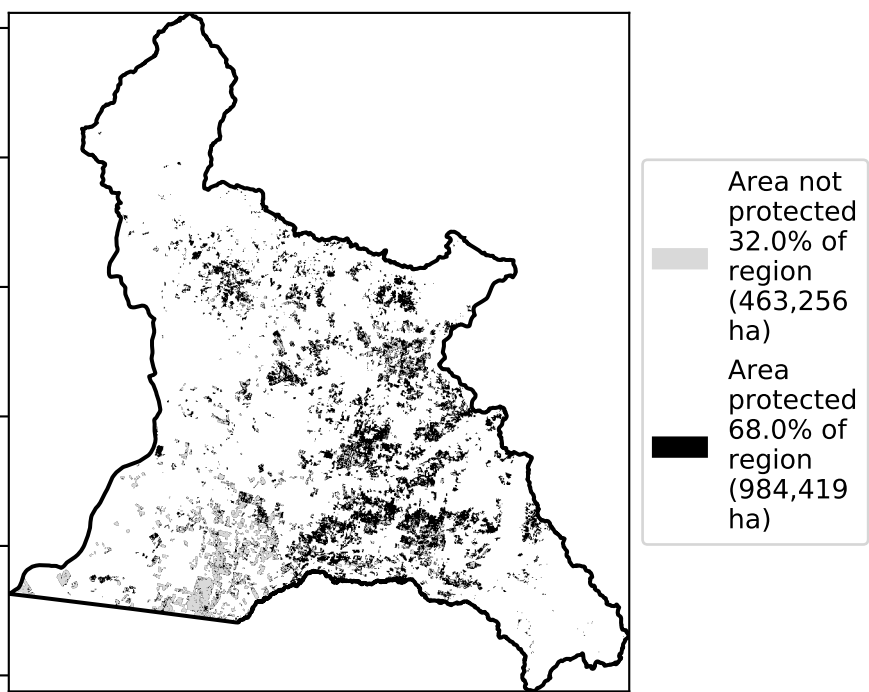 Area not
protected
32.0% of
region
(463,256
ha)
Area
protected
68.0% of
region
(984,419
ha)